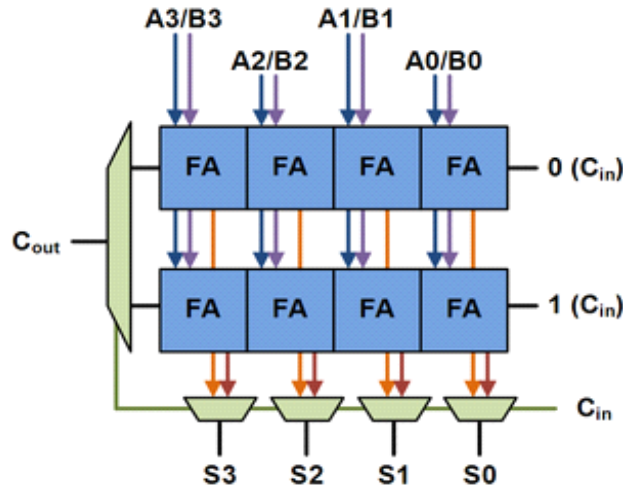 A3/B3 A1/B1
A2/B2 A0/B0
FA FA FA FA 0 (Cin)
Cout
FA FA FA FA 1 (Cin)
Cin
S3 S2 S1 S0